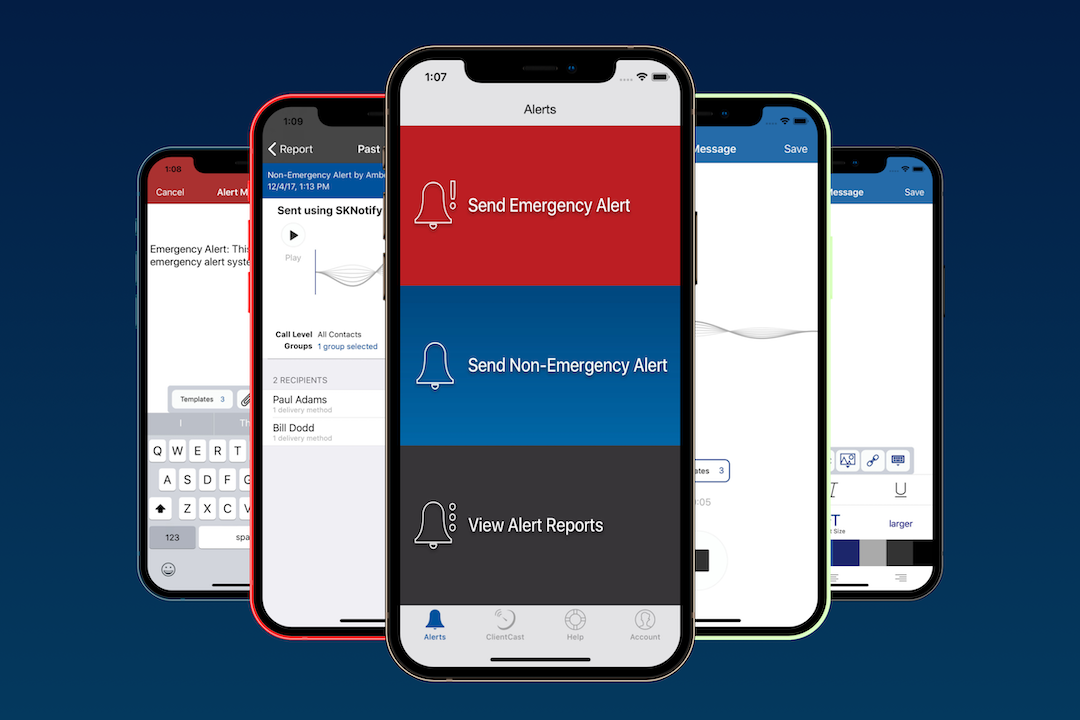 1:08
Cancel
Alert M
Emergency Alert: This
emergency alert syste
Templates 3
I
Th
Q W E R T
A S D F G
Z X C V
123
spa
1:09
Report
Past
Non-Emergency Alert by Ambe
12/4/17, 1:13 PM
Sent using SKNotify
Play
Call Level All Contacts
Groups 1 group selected
2 RECIPIENTS
Paul Adams
1 delivery method
Bill Dodd
1 delivery method
1:07
Alerts
Send Emergency Alert
Send Non-Emergency Alert
View Alert Reports
Alerts
ClientCast
Help
Account
Message
Save
ates 3
:05
Message
Save
I
U
T
Size
larger